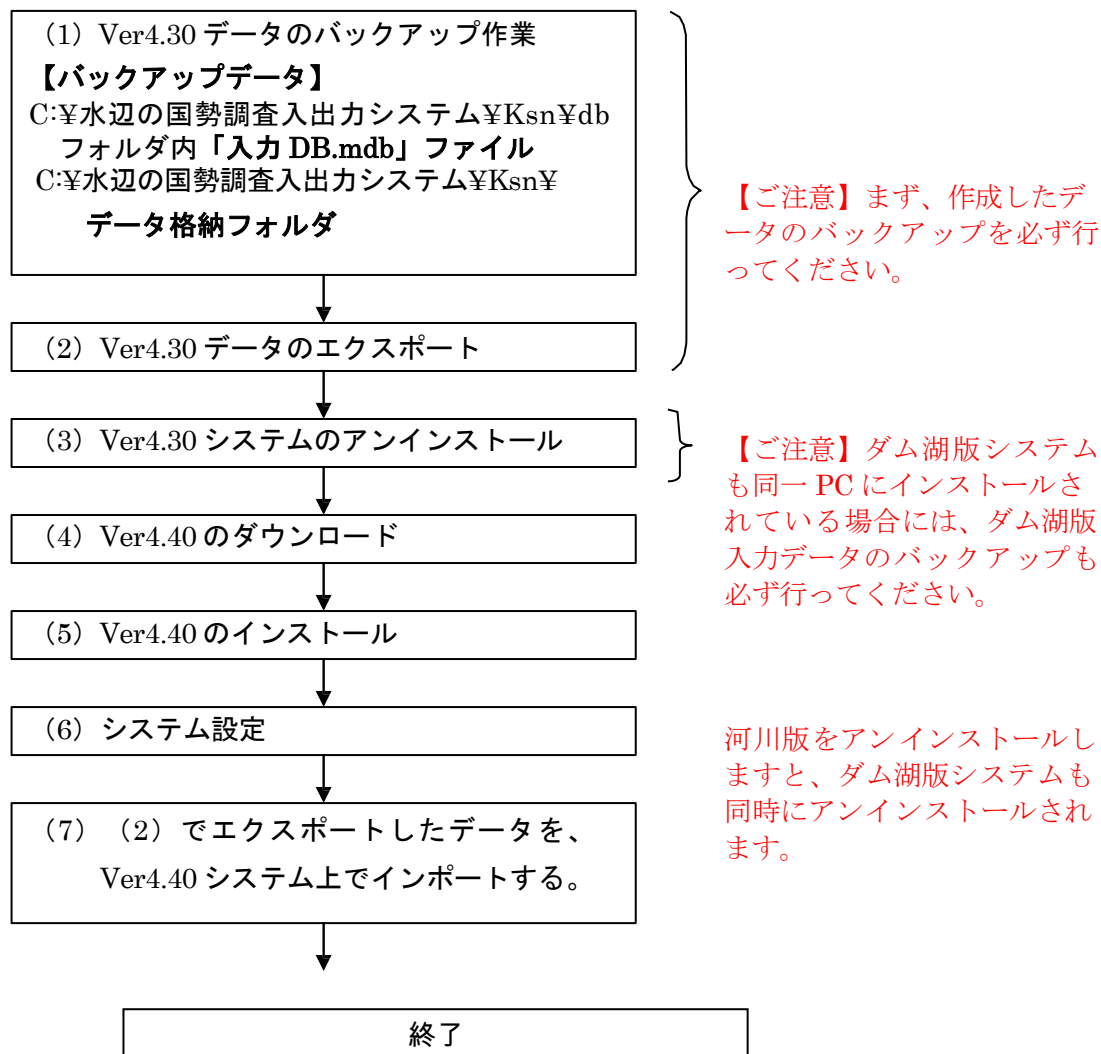 （1）Ver4.30 データのバックアップ作業
【バックアップデータ】
C:¥水辺の国勢調査入出力システム¥Ksn¥db
フォルダ内「入力 DB.mdb」ファイル
C:¥水辺の国勢調査入出力システム¥Ksn¥
データ格納フォルダ
【ご注意】まず、作成したデ
ータのバックアップを必ず行
ってください。
（2）Ver4.30 データのエクスポート
（3）Ver4.30 システムのアンインストール
【ご注意】ダム湖版システム
も同一 PC にインストールさ
れている場合には、ダム湖版
入力データのバックアップも
必ず行ってください。
（4）Ver4.40 のダウンロード
（5）Ver4.40 のインストール
（6）システム設定
河川版をアンインストールし
ますと、ダム湖版システムも
同時にアンインストールされ
ます。
（7）（2）でエクスポートしたデータを、
Ver4.40 システム上でインポートする。
終了